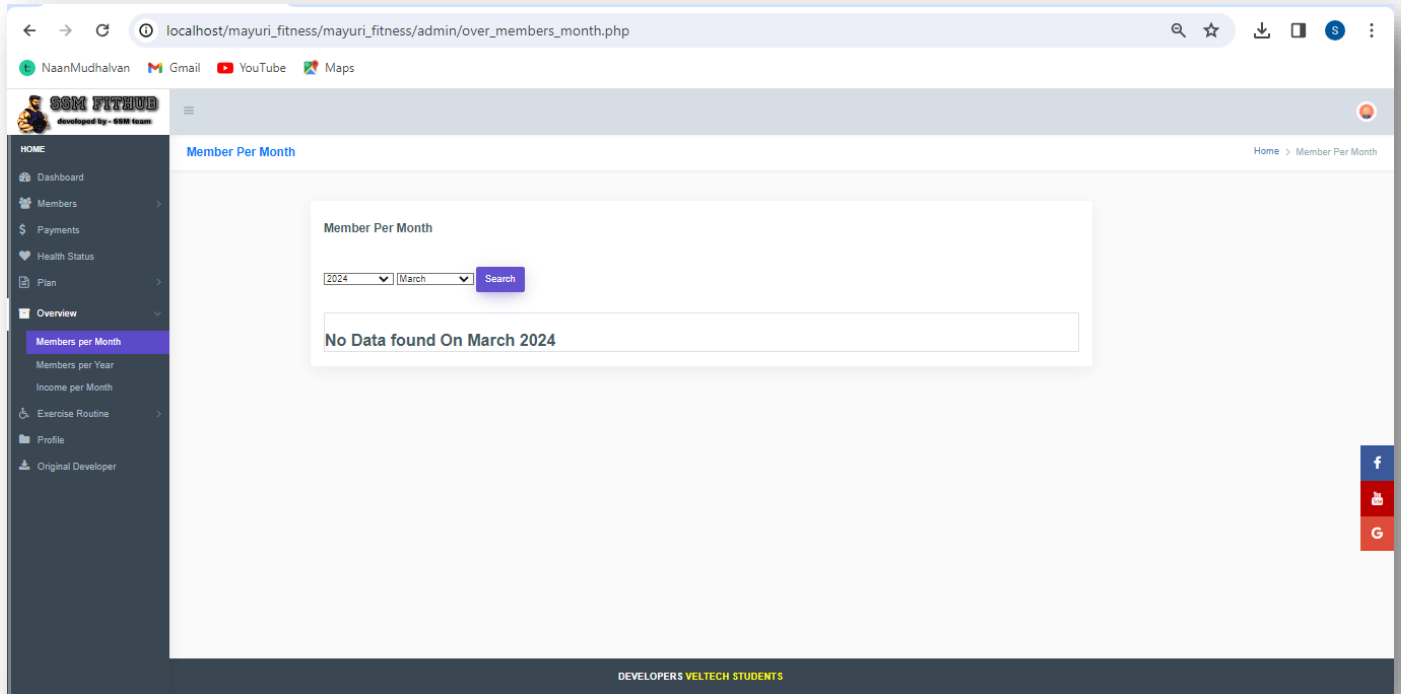 localhost/mayuri_fitness/mayuri_fitness/admin/over_members_month.php
S
NaanMudhalvan Gmail YouTube Maps
SSM FITHUB
developed by - SSM team
HOME
Member Per Month
Home > Member Per Month
Dashboard
Members
Payments
Health Status
Plan
Overview
Members per Month
Members per Year
Income per Month
Exercise Routine
Profile
Original Developer
Member Per Month
2024 March Search
No Data found On March 2024
f
G
DEVELOPERS VELTECH STUDENTS